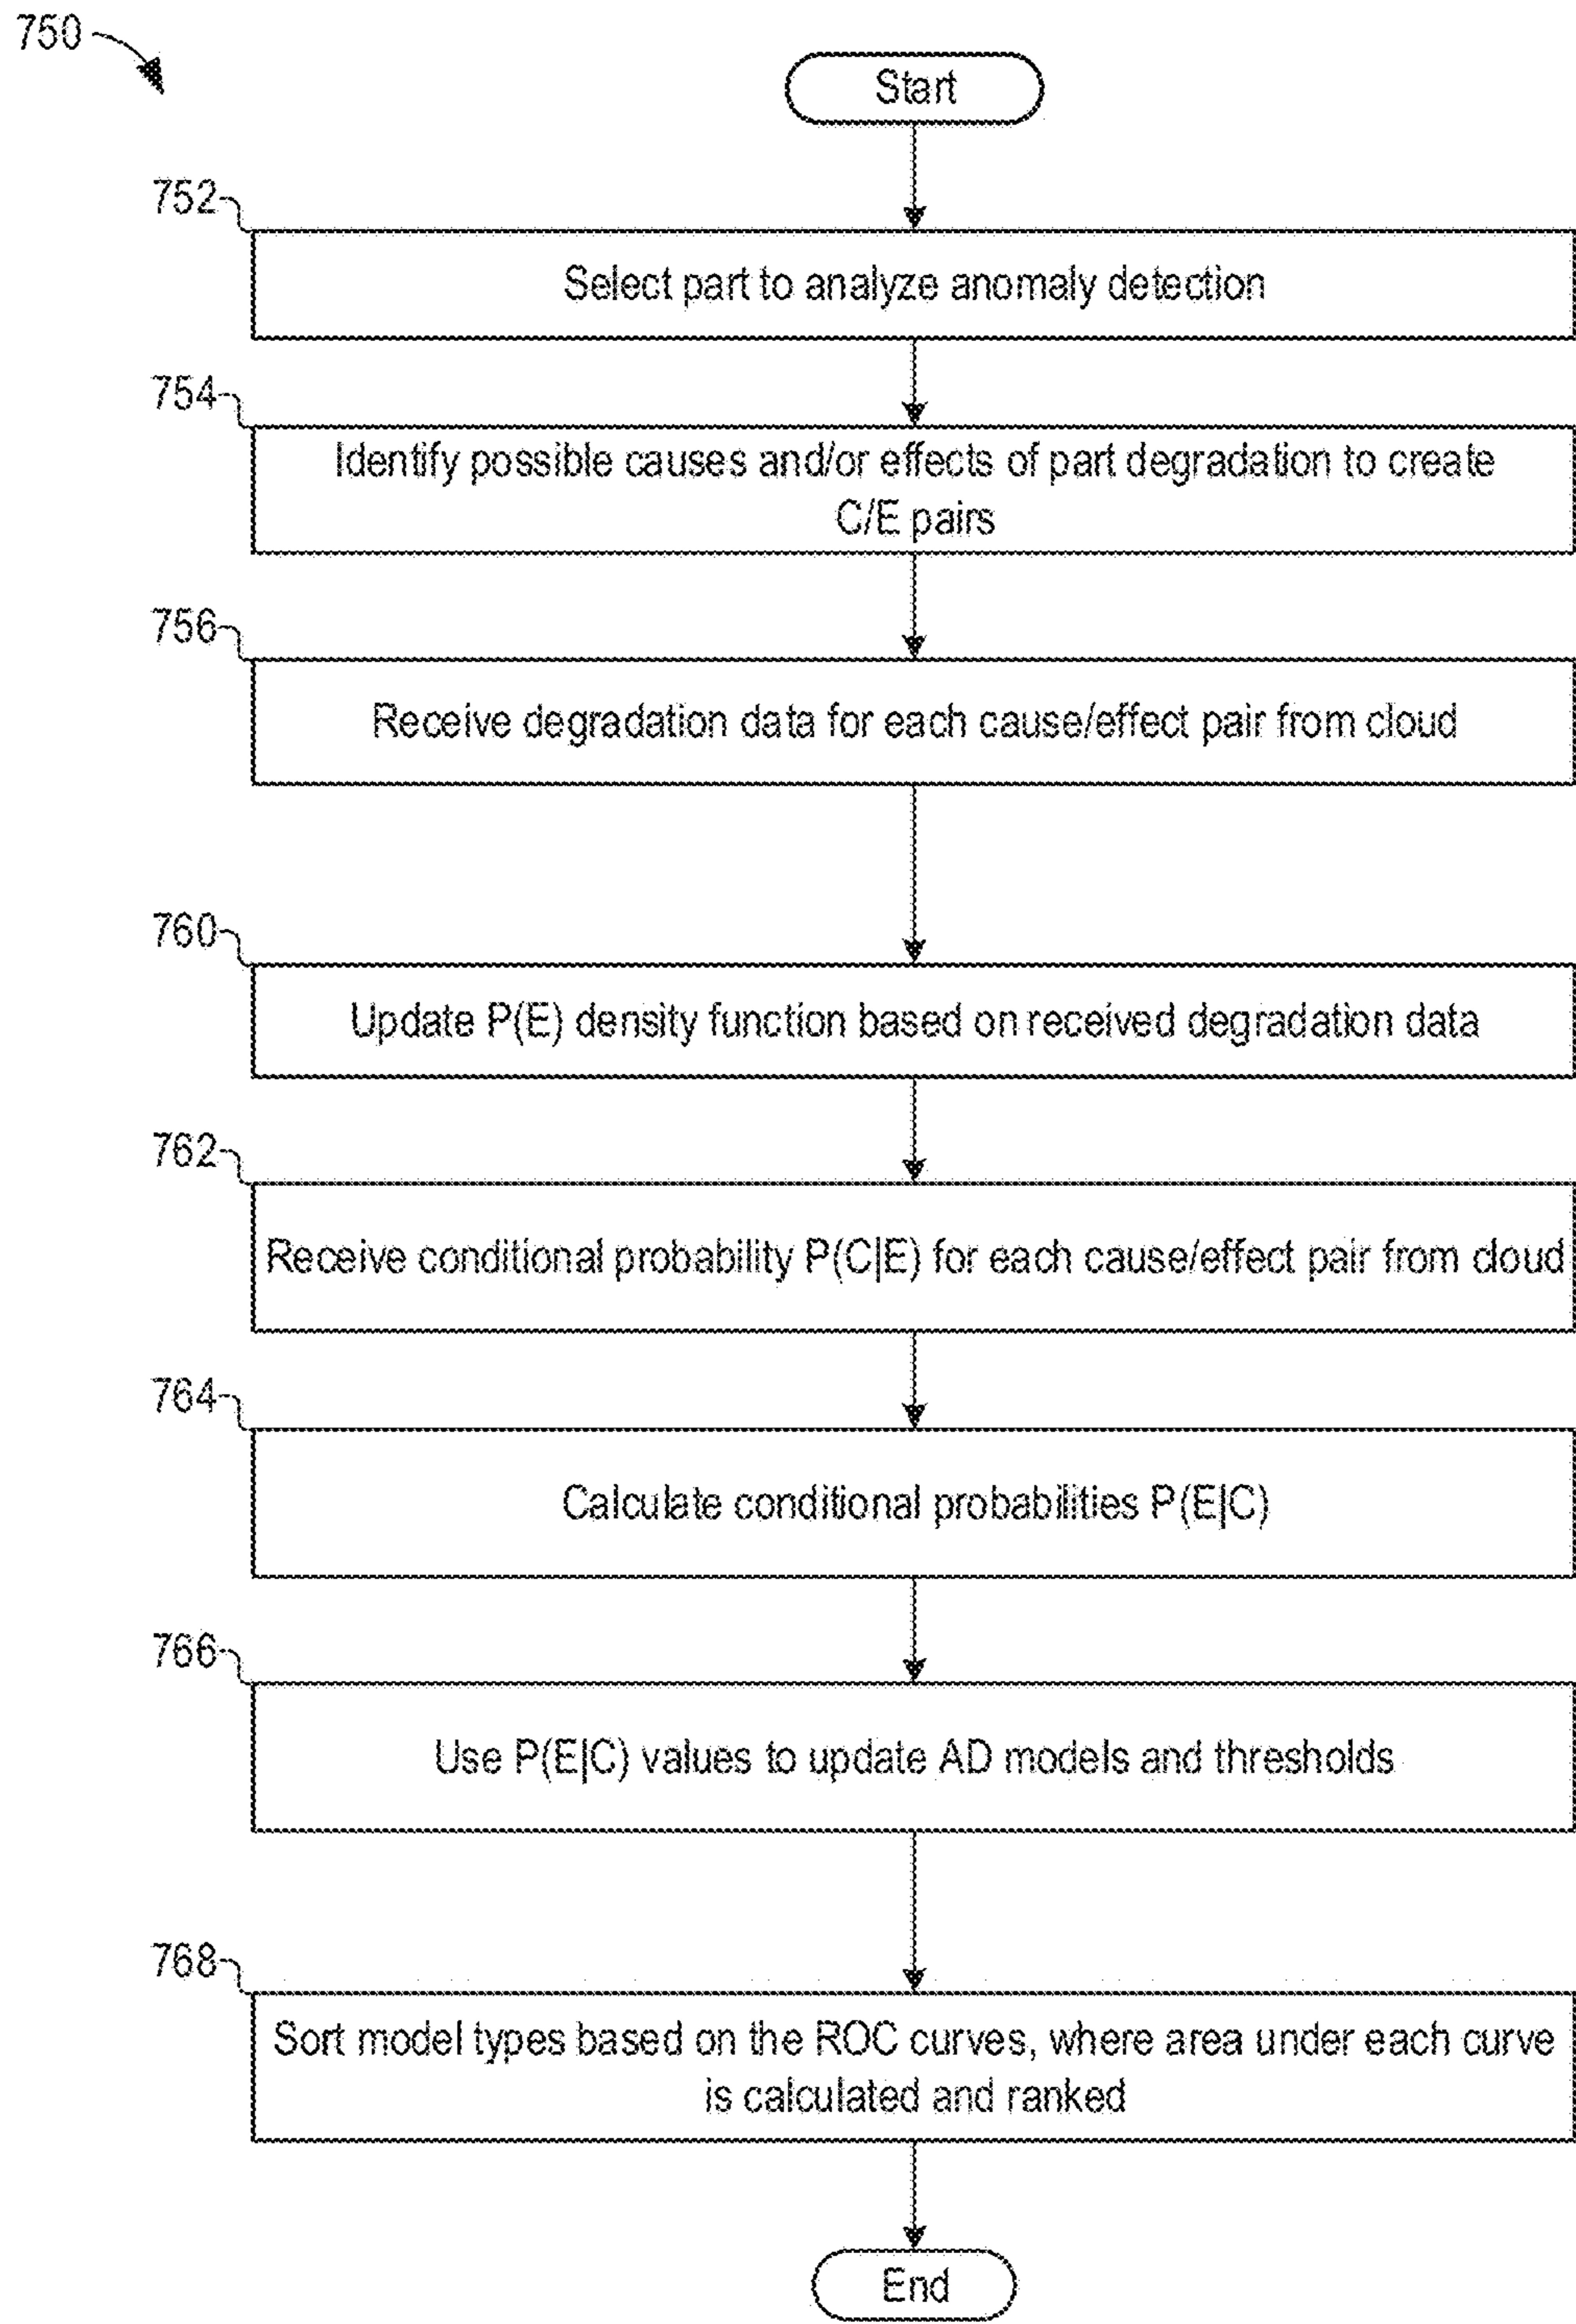 750
Start
752
Select part to analyze anomaly detection
754
Identify possible causes and/or effects of part degradation to create
C/E pairs
756
Receive degradation data for each cause/effect pair from cloud
760
Update P(E) density function based on received degradation data
762
Receive conditional probability P(C|E) for each cause/effect pair from cloud
764
Calculate conditional probabilities P(E|C)
766
Use P(E|C) values to update AD models and thresholds
768
Sort model types based on the ROC curves, where area under each curve
is calculated and ranked
End